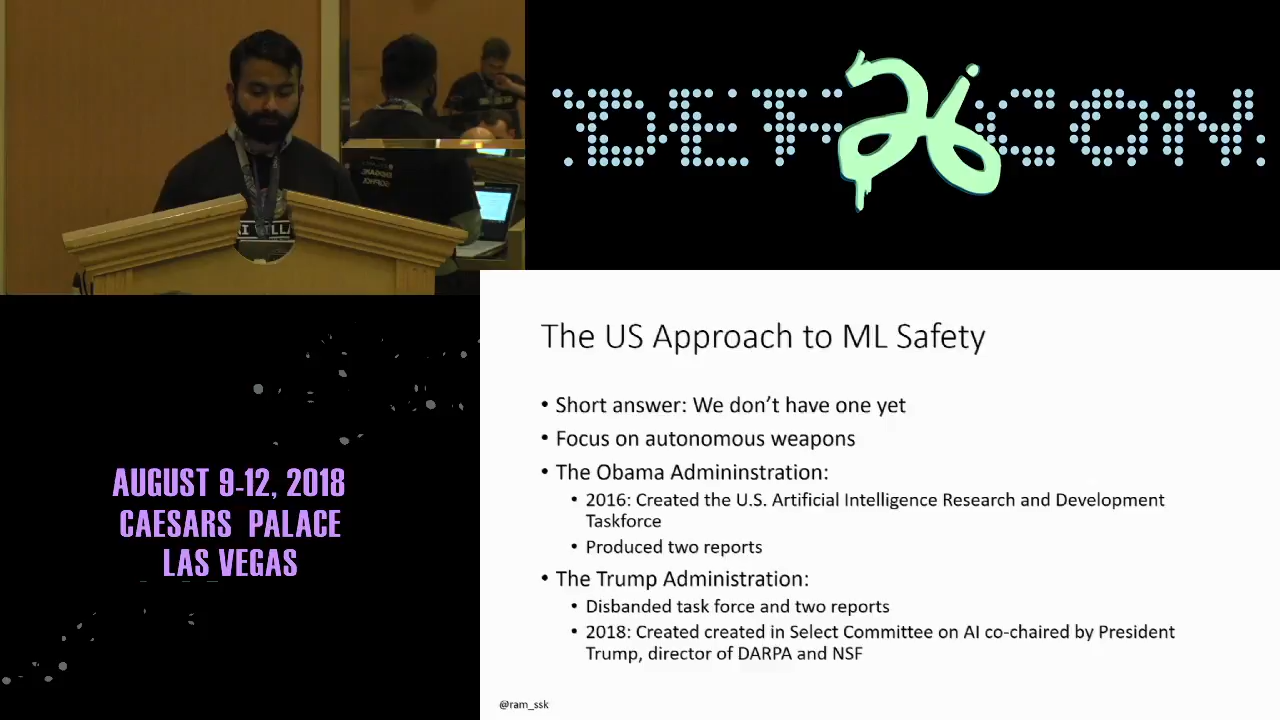 DEF 26 CON
AI VILLA
AUGUST 9-12, 2018
CAESARS PALACE
LAS VEGAS
The US Approach to ML Safety
• Short answer: We don't have one yet
• Focus on autonomous weapons
• The Obama Admininstration:
• 2016: Created the U.S. Artificial Intelligence Research and Development
Taskforce
• Produced two reports
• The Trump Administration:
• Disbanded task force and two reports
• 2018: Created created in Select Committee on AI co-chaired by President
Trump, director of DARPA and NSF
@ram_ssk